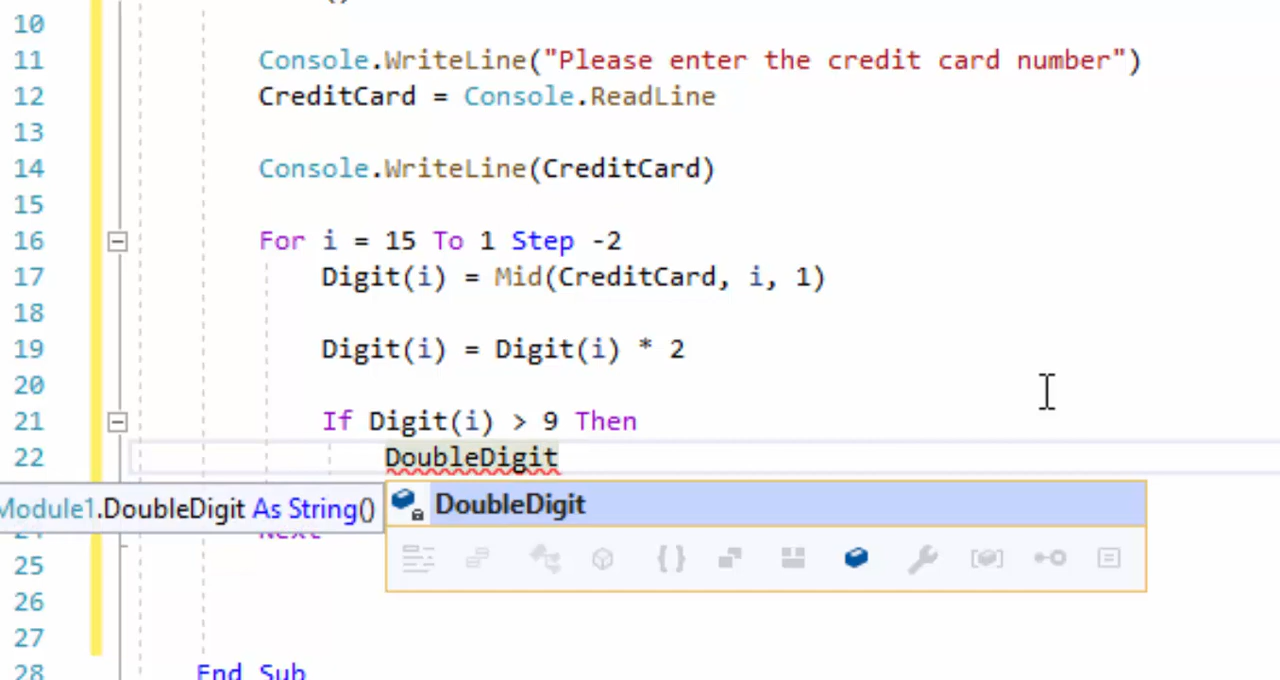 10
11 Console.WriteLine("Please enter the credit card number")
12 CreditCard = Console.ReadLine
13
14 Console.WriteLine(CreditCard)
15
16 For i = 15 To 1 Step -2
17 Digit(i) = Mid(CreditCard, i, 1)
18
19 Digit(i) = Digit(i) * 2
20
21 If Digit(i) > 9 Then
22 DoubleDigit
Module1.DoubleDigit As String() DoubleDigit
24 Next
25
26
27
28 End Sub